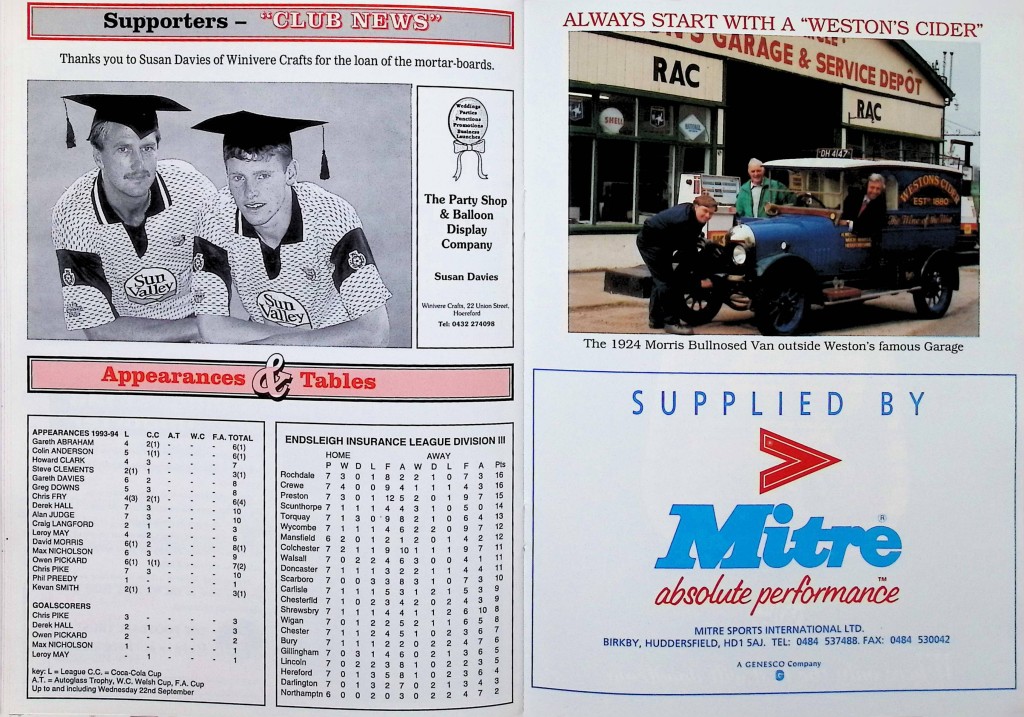 Supporters – "CLUB NEWS"
Thanks you to Susan Davies of Winivere Crafts for the loan of the mortar-boards.
Sun Valley
Sun Valley
Weddings
Parties
Functions
Promotions
Business
Launches
The Party Shop
& Balloon
Display
Company
Susan Davies
Winivere Crafts, 22 Union Street,
Hoereford
Tel: 0432 274098
Appearances & Tables
APPEARANCES 1993-94 L C.C A.T W.C F.A. TOTAL
Gareth ABRAHAM 4 2(1) - - - 6(1)
Colin ANDERSON 5 1(1) - - - 6(1)
Howard CLARK 4 3 - - - 7
Steve CLEMENTS 2(1) 1 - - - 3(1)
Gareth DAVIES 6 2 - - - 8
Greg DOWNS 5 3 - - - 8
Chris FRY 4(3) 2(1) - - - 6(4)
Derek HALL 7 3 - - - 10
Alan JUDGE 7 3 - - - 10
Craig LANGFORD 2 1 - - - 3
Leroy MAY 4 2 - - - 6
David MORRIS 6(1) 2 - - - 8(1)
Max NICHOLSON 6 3 - - - 9
Owen PICKARD 6(1) 1(1) - - - 7(2)
Chris PIKE 7 3 - - - 10
Phil PREEDY 1 - - - - 1
Kevan SMITH 2(1) 1 - - - 3(1)
GOALSCORERS
Chris PIKE 3 - - - - 3
Derek HALL 2 1 - - - 3
Owen PICKARD 2 - - - - 2
Max NICHOLSON 1 - - - - 1
Leroy MAY - 1 - - - 1
key: L = League C.C. = Coca-Cola Cup
A.T. = Autoglass Trophy, W.C. Welsh Cup, F.A. Cup
Up to and including Wednesday 22nd September
ENDSLEIGH INSURANCE LEAGUE DIVISION III
HOME AWAY
P W D L F A W D L F A Pts
Rochdale 7 3 0 1 8 2 2 1 0 7 3 16
Crewe 7 4 0 0 9 4 1 1 1 4 3 16
Preston 7 3 0 1 12 5 2 0 1 9 7 15
Scunthorpe 7 1 1 1 4 4 3 1 0 5 0 14
Torquay 7 1 3 0 9 8 2 1 0 6 4 13
Wycombe 7 1 1 1 4 6 2 2 0 9 7 12
Mansfield 6 2 0 1 2 1 2 0 1 4 2 12
Colchester 7 2 1 1 9 10 1 1 1 9 7 11
Walsall 7 0 2 2 4 6 3 0 0 4 1 11
Doncaster 7 1 1 1 3 2 2 1 1 4 4 11
Scarboro 7 0 0 3 3 8 3 1 0 7 3 10
Carlisle 7 1 1 1 5 3 1 2 1 5 3 9
Chesterfld 7 1 0 2 3 4 2 0 2 4 3 9
Shrewsbry 7 1 1 1 4 4 1 1 2 6 10 8
Wigan 7 0 2 1 2 4 2 0 2 6 5 8
Chester 7 1 1 2 4 5 1 0 2 3 6 7
Bury 7 1 1 1 2 2 0 2 2 4 7 6
Gillingham 7 0 3 1 4 6 0 2 1 3 6 5
Lincoln 7 0 2 2 3 8 1 0 2 2 3 5
Hereford 7 0 1 3 5 8 1 0 2 3 6 4
Darlington 7 0 1 3 2 7 0 2 1 3 4 3
Northamptn 6 0 0 2 0 3 0 2 2 4 7 2
ALWAYS START WITH A "WESTON'S CIDER"
N'S GARAGE & SERVICE DEPÔT
RAC
RAC
SHELL
OH 4147
WESTONS CIDER
ESTD 1880
The Wine of the West
The 1924 Morris Bullnosed Van outside Weston's famous Garage
SUPPLIED BY
Mitre®
absolute performance™
MITRE SPORTS INTERNATIONAL LTD.
BIRKBY, HUDDERSFIELD, HD1 5AJ. TEL: 0484 537488. FAX: 0484 530042
A GENESCO Company
G